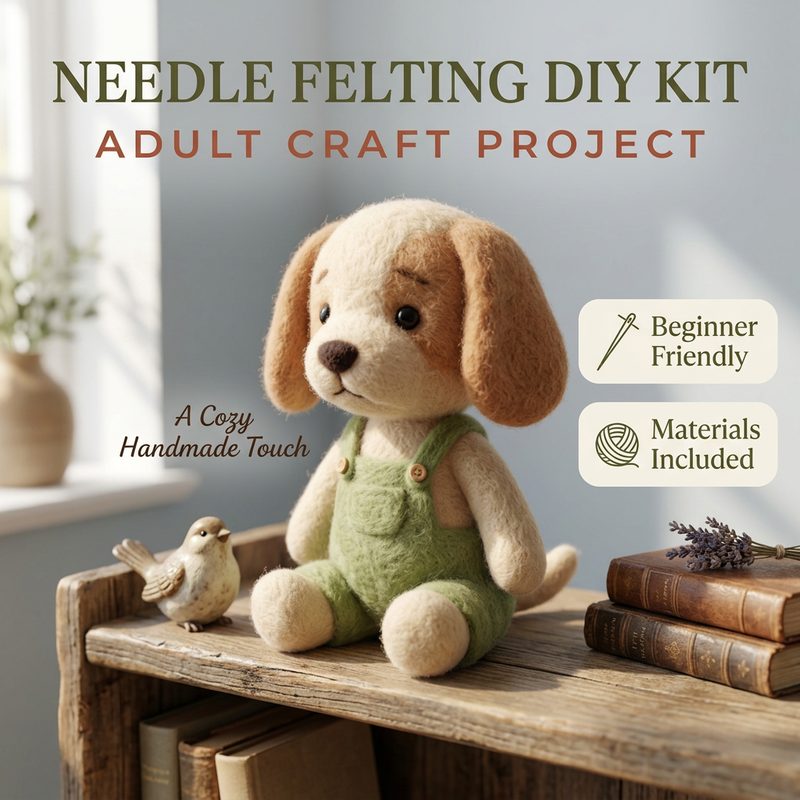 NEEDLE FELTING DIY KIT
ADULT CRAFT PROJECT
Beginner
Friendly
A Cozy
Handmade Touch
Materials
Included